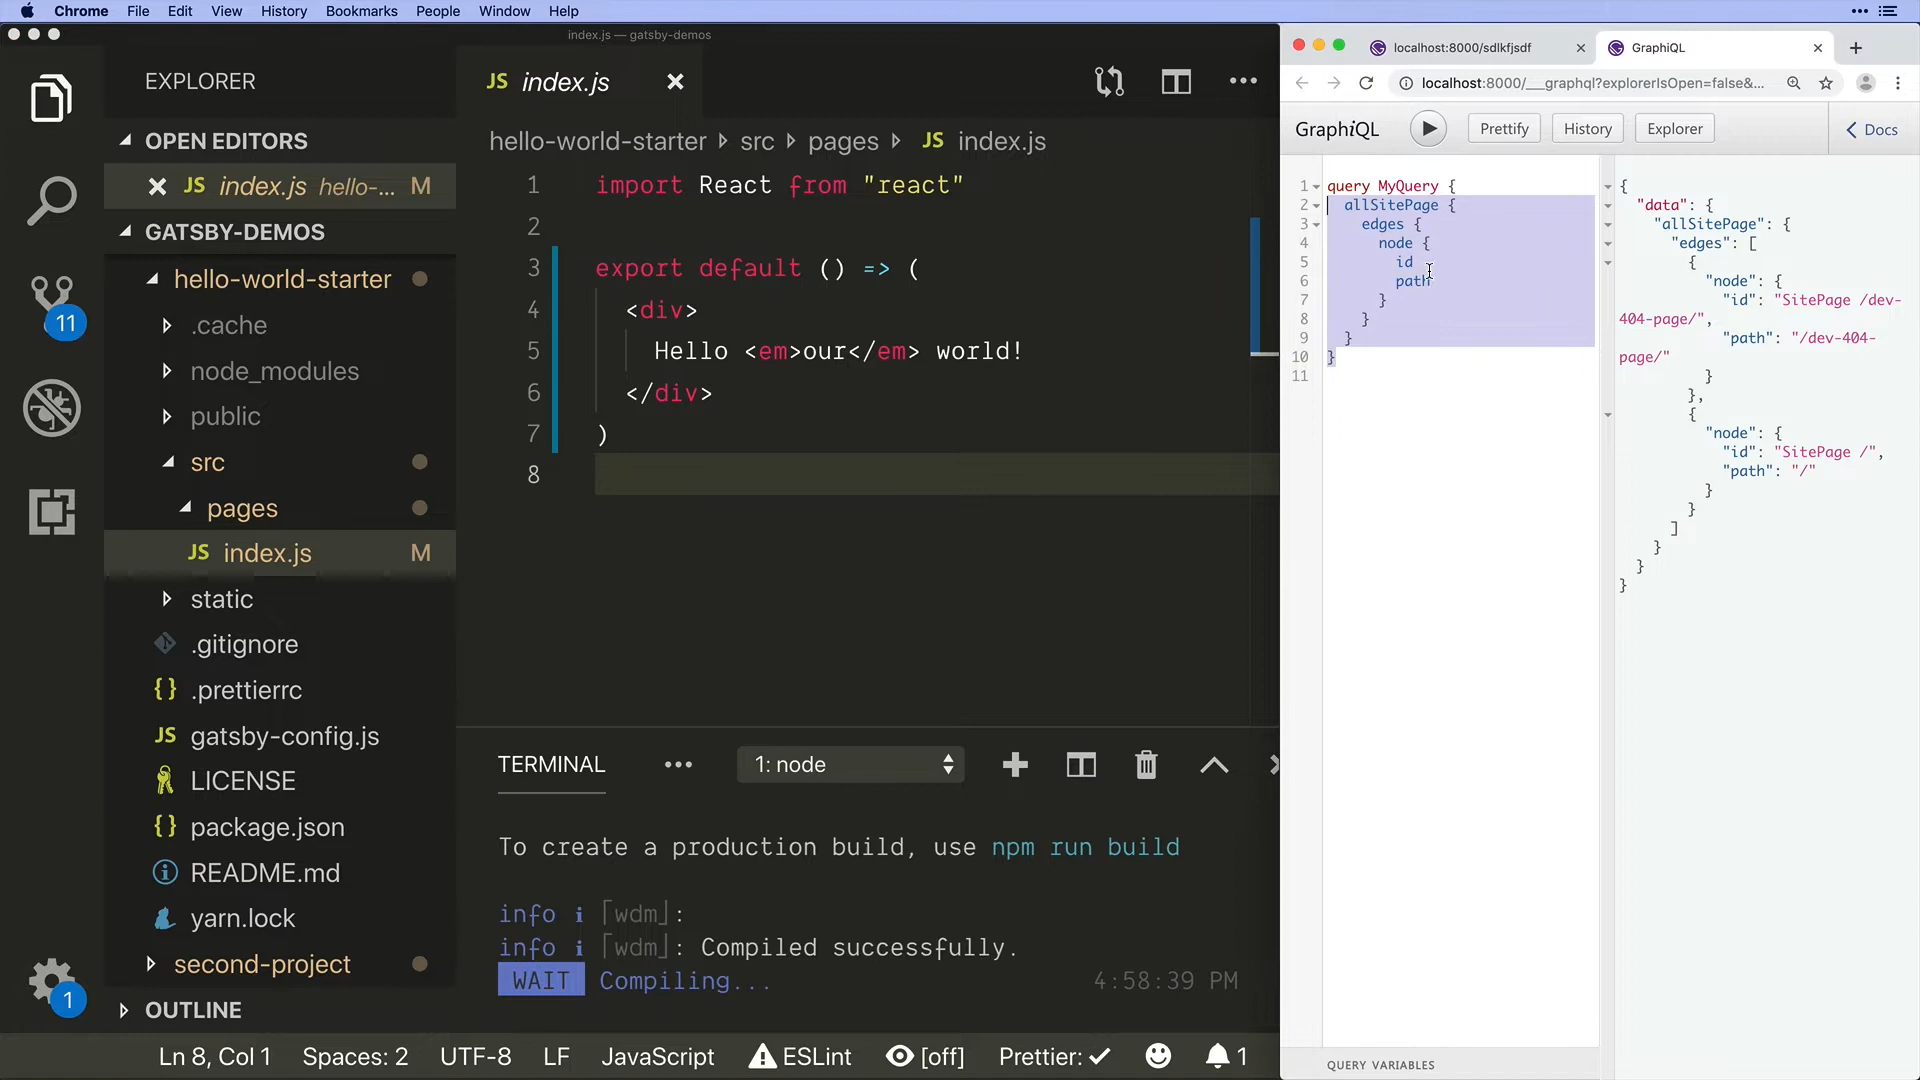 Chrome File Edit View History Bookmarks People Window Help
index.js — gatsby-demos
EXPLORER
OPEN EDITORS
JS index.js hello-... M
GATSBY-DEMOS
hello-world-starter
.cache
node_modules
public
src
pages
JS index.js M
static
.gitignore
{} .prettierrc
JS gatsby-config.js
LICENSE
{} package.json
README.md
yarn.lock
second-project
OUTLINE
11
1
JS index.js
hello-world-starter src pages JS index.js
1 import React from "react"
2
3 export default () => (
4 <div>
5 Hello <em>our</em> world!
6 </div>
7 )
8
TERMINAL 1: node
To create a production build, use npm run build
info ℹ ｢wdm｣:
info ℹ ｢wdm｣: Compiled successfully.
WAIT Compiling... 4:58:39 PM
Ln 8, Col 1 Spaces: 2 UTF-8 LF JavaScript ESLint [off] Prettier: ✓ 1
localhost:8000/sdlkfjsdf GraphiQL
localhost:8000/___graphql?explorerIsOpen=false&...
GraphiQL Prettify History Explorer Docs
1 query MyQuery {
2 allSitePage {
3 edges {
4 node {
5 id
6 path
7 }
8 }
9 }
10 }
11
QUERY VARIABLES
{
"data": {
"allSitePage": {
"edges": [
{
"node": {
"id": "SitePage /dev-
404-page/",
"path": "/dev-404-
page/"
}
},
{
"node": {
"id": "SitePage /",
"path": "/"
}
}
]
}
}
}